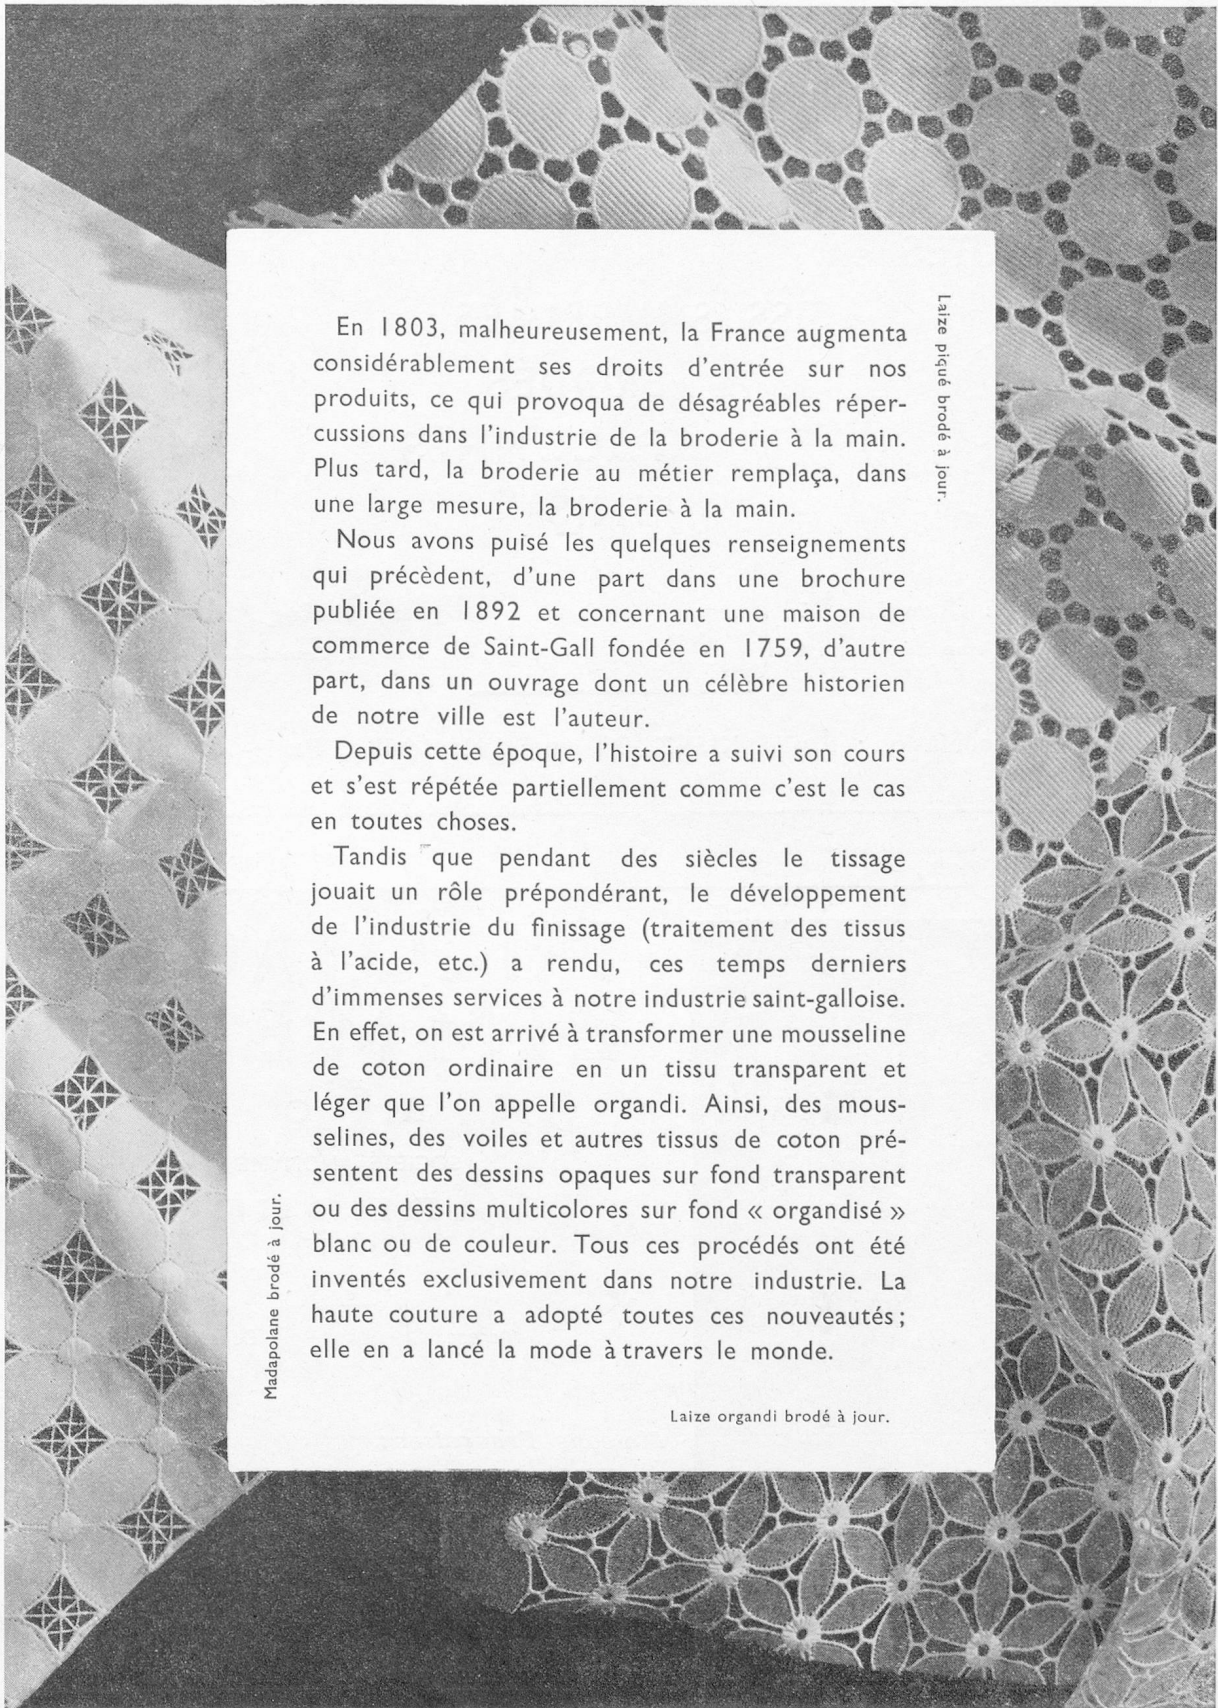 En 1803, malheureusement, la France augmenta
considérablement ses droits d'entrée sur nos
produits, ce qui provoqua de désagréables réper-
cussions dans l'industrie de la broderie à la main.
Plus tard, la broderie au métier remplaça, dans
une large mesure, la broderie à la main.
Nous avons puisé les quelques renseignements
qui précèdent, d'une part dans une brochure
publiée en 1892 et concernant une maison de
commerce de Saint-Gall fondée en 1759, d'autre
part, dans un ouvrage dont un célèbre historien
de notre ville est l'auteur.
Depuis cette époque, l'histoire a suivi son cours
et s'est répétée partiellement comme c'est le cas
en toutes choses.
Tandis que pendant des siècles le tissage
jouait un rôle prépondérant, le développement
de l'industrie du finissage (traitement des tissus
à l'acide, etc.) a rendu, ces temps derniers
d'immenses services à notre industrie saint-galloise.
En effet, on est arrivé à transformer une mousseline
de coton ordinaire en un tissu transparent et
léger que l'on appelle organdi. Ainsi, des mous-
selines, des voiles et autres tissus de coton pré-
sentent des dessins opaques sur fond transparent
ou des dessins multicolores sur fond « organdisé »
blanc ou de couleur. Tous ces procédés ont été
inventés exclusivement dans notre industrie. La
haute couture a adopté toutes ces nouveautés;
elle en a lancé la mode à travers le monde.
Laize piqué brodé à jour.
Madapolane brodé à jour.
Laize organdi brodé à jour.